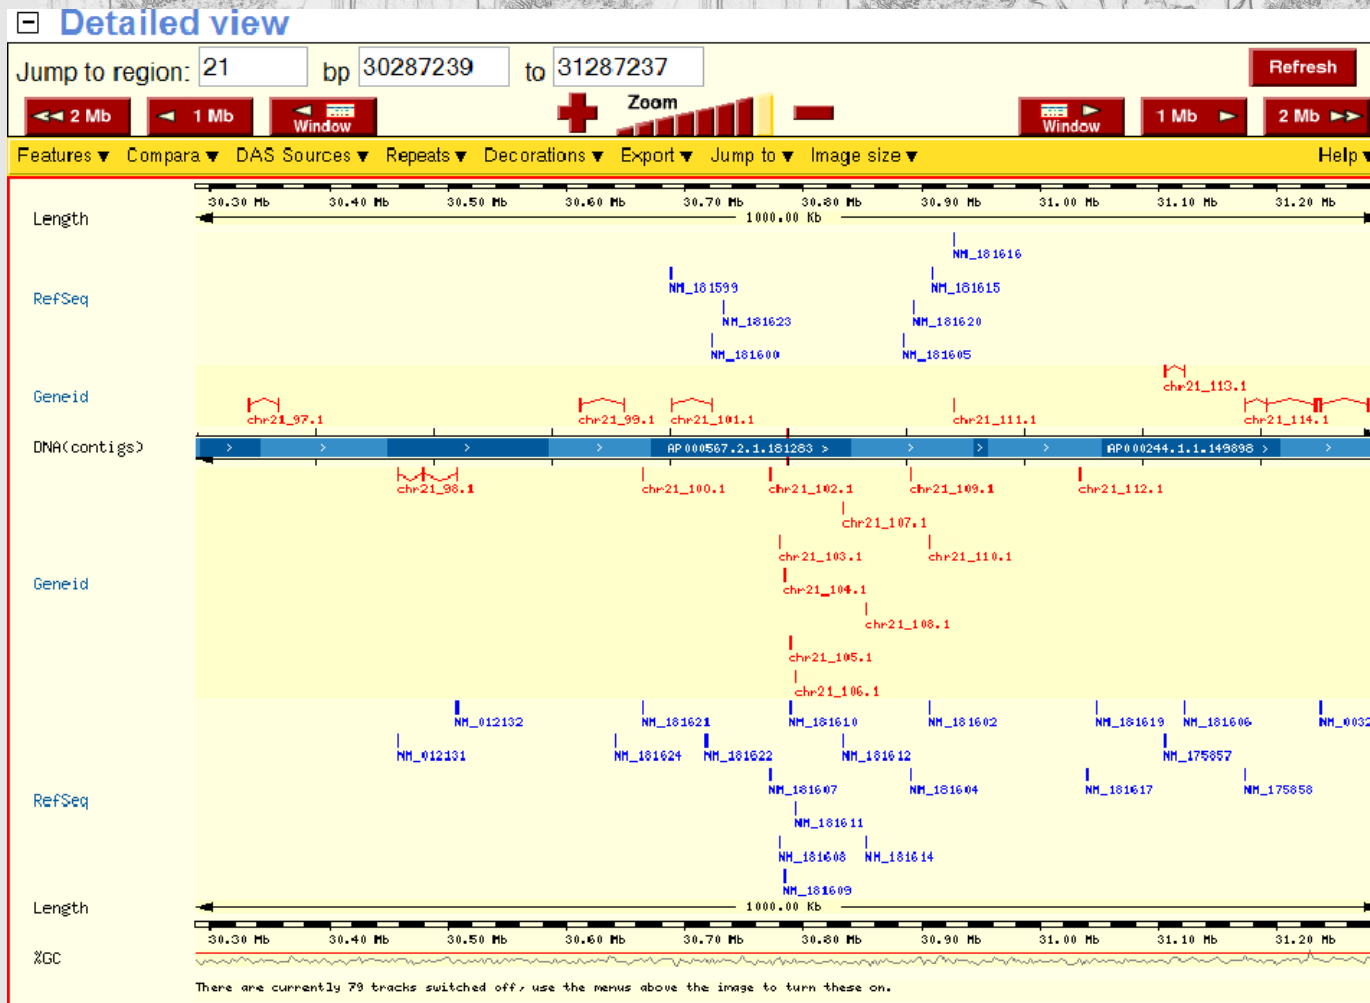 Detailed view
Jump to region: 21 bp 30287239 to 31287237 Refresh
2 Mb 1 Mb Window Zoom Window 1 Mb 2 Mb
Features Compara DAS Sources Repeats Decorations Export Jump to Image size Help
30.30 Mb 30.40 Mb 30.50 Mb 30.60 Mb 30.70 Mb 30.80 Mb 30.90 Mb 31.00 Mb 31.10 Mb 31.20 Mb
Length 1000.00 Kb
NM_181616
NM_181599 NM_181615
RefSeq
NM_181623 NM_181620
NM_181600 NM_181605
chr21_113.1
Geneid
chr21_97.1 chr21_99.1 chr21_101.1 chr21_111.1 chr21_114.1
DNA(contigs) > > > > AP000567.2.1.181283 > > > > AP000244.1.1.149898 > >
chr21_98.1 chr21_100.1 chr21_102.1 chr21_109.1 chr21_112.1
chr21_107.1
chr21_103.1 chr21_110.1
Geneid
chr21_104.1
chr21_108.1
chr21_105.1
chr21_106.1
NM_012132 NM_181621 NM_181610 NM_181602 NM_181619 NM_181606 NM_0032
NM_012131 NM_181624 NM_181622 NM_181612 NM_175857
NM_181607 NM_181604 NM_181617 NM_175858
RefSeq
NM_181611
NM_181608 NM_181614
NM_181609
Length 1000.00 Kb
30.30 Mb 30.40 Mb 30.50 Mb 30.60 Mb 30.70 Mb 30.80 Mb 30.90 Mb 31.00 Mb 31.10 Mb 31.20 Mb
%GC
There are currently 79 tracks switched off, use the menus above the image to turn these on.